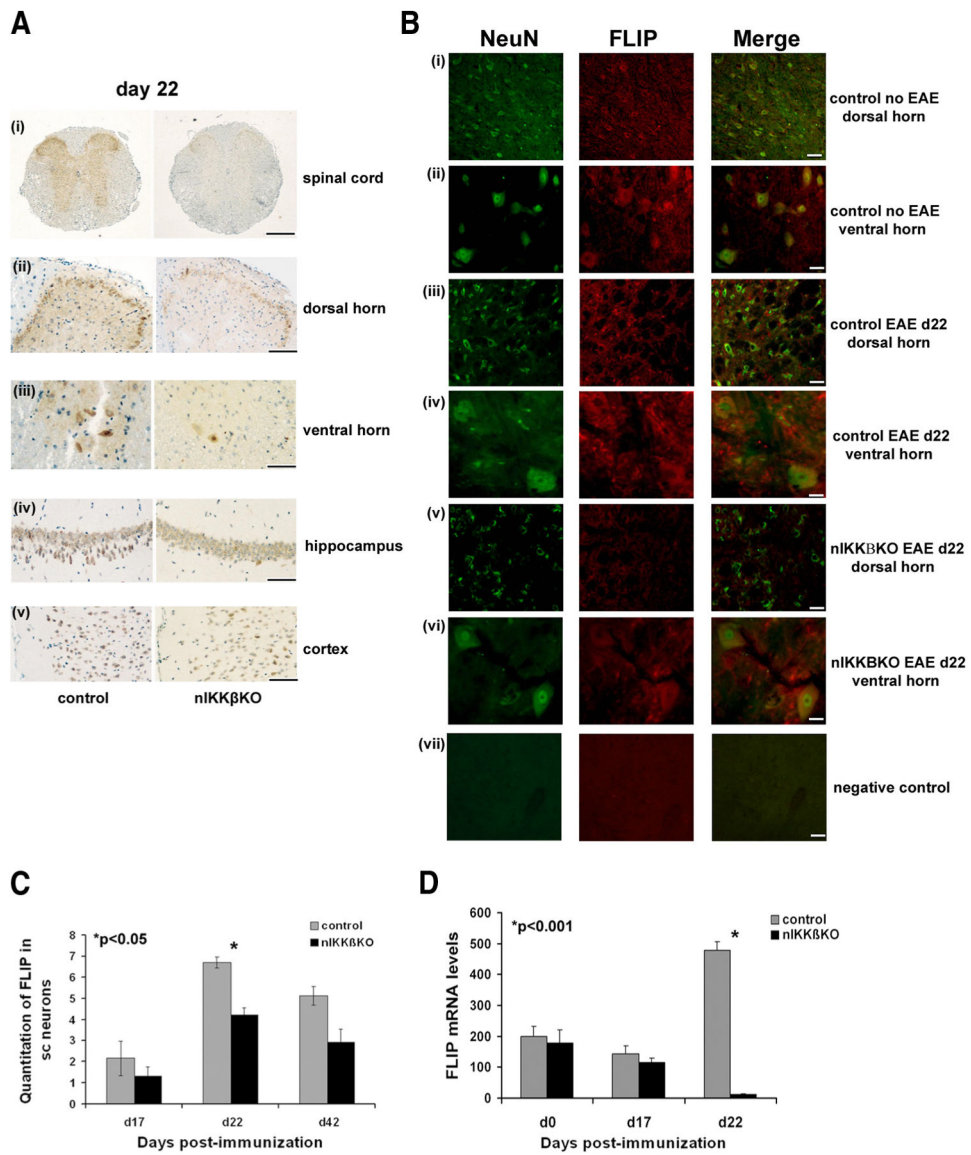 A
day 22
(i)
spinal cord
(ii)
dorsal horn
(iii)
ventral horn
(iv)
hippocampus
(v)
cortex
control
nIKKβKO
B
NeuN
FLIP
Merge
(i)
control no EAE
dorsal horn
(ii)
control no EAE
ventral horn
(iii)
control EAE d22
dorsal horn
(iv)
control EAE d22
ventral horn
(v)
nIKKBKO EAE d22
dorsal horn
(vi)
nIKKBKO EAE d22
ventral horn
(vii)
negative control
C
Quantitation of FLIP in
sc neurons
8
7
6
5
4
3
2
1
0
*p<0.05
*
control
nIKKβKO
d17
d22
d42
Days post-immunization
D
FLIP mRNA levels
600
500
400
300
200
100
0
*p<0.001
*
control
nIKKβKO
d0
d17
d22
Days post-immunization